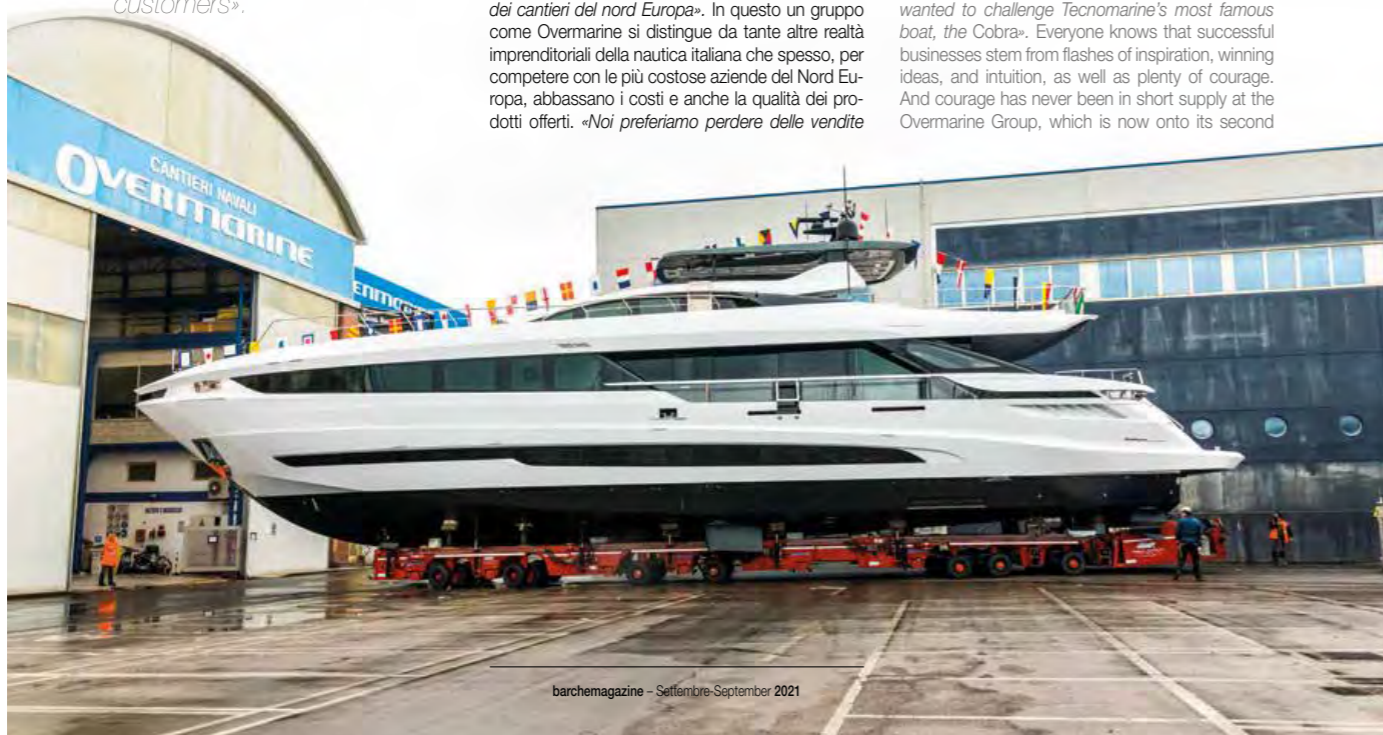 customers».
dei cantieri del nord Europa». In questo un gruppo
come Overmarine si distingue da tante altre realtà
imprenditoriali della nautica italiana che spesso, per
competere con le più costose aziende del Nord Eu-
ropa, abbassano i costi e anche la qualità dei pro-
dotti offerti. «Noi preferiamo perdere delle vendite
wanted to challenge Tecnomarine's most famous
boat, the Cobra». Everyone knows that successful
businesses stem from flashes of inspiration, winning
ideas, and intuition, as well as plenty of courage.
And courage has never been in short supply at the
Overmarine Group, which is now onto its second
CANTIERI NAVALI
OVERMARINE
barchemagazine – Settembre-September 2021